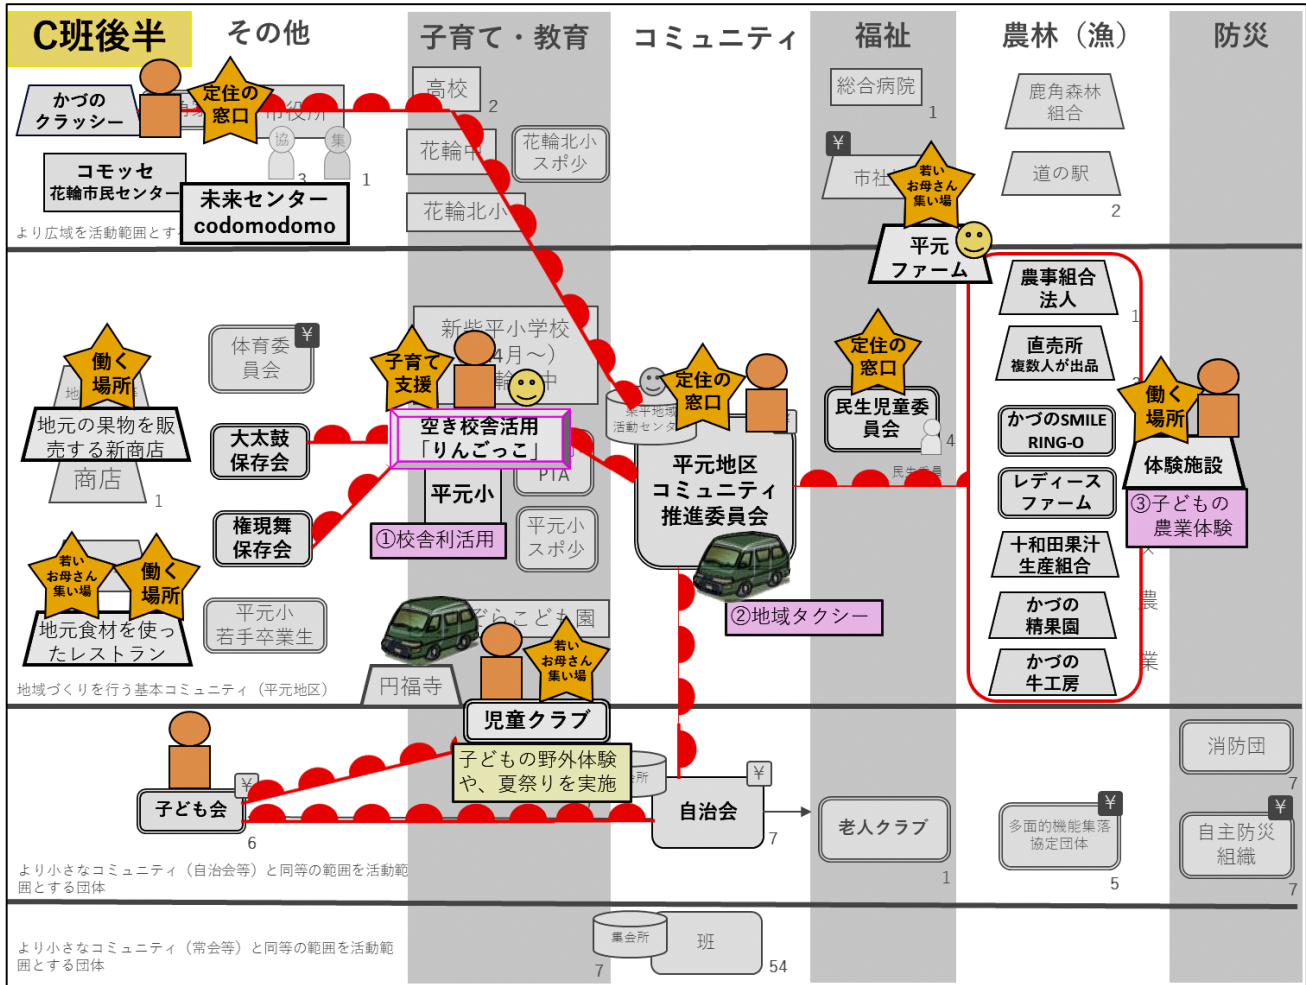 C班後半
その他
子育て・教育
コミュニティ
福祉
農林（漁）
防災
かづの
クラッシー
定住の
窓口
市役所
協
3
集
1
コモッセ
花輪市民センター
未来センター
codomodomo
より広域を活動範囲とす
高校
2
花輪中
花輪北小
スポ少
花輪北小
総合病院
1
¥
市社
若い
お母さん
集い場
平元
ファーム
鹿角森林
組合
道の駅
2
働く
場所
地元の果物を販
売する新商店
商店
1
体育委
員会
¥
大太鼓
保存会
権現舞
保存会
若い
お母さん
集い場
働く
場所
地元食材を使っ
たレストラン
平元小
若手卒業生
地域づくりを行う基本コミュニティ（平元地区）
新柴平小学校
4月～）
中
子育て
支援
空き校舎活用
「りんごっこ」
平元小
PTA
①校舎利活用
平元小
スポ少
ぞらこども園
円福寺
若い
お母さん
集い場
児童クラブ
子どもの野外体験
や、夏祭りを実施
柴平地域
活動センタ
定住の
窓口
平元地区
コミュニティ
推進委員会
②地域タクシー
定住の
窓口
民生児童委
員会
4
民生委員
農事組合
法人
1
直売所
複数人が出品
かづのSMILE
RING-O
レディース
ファーム
十和田果汁
生産組合
かづの
精果園
かづの
牛工房
農
業
働く
場所
体験施設
③子どもの
農業体験
子ども会
¥
6
所
自治会
¥
7
老人クラブ
1
多面的機能集落
協定団体
¥
5
消防団
7
自主防災
組織
¥
7
より小さなコミュニティ（自治会等）と同等の範囲を活動範
囲とする団体
より小さなコミュニティ（常会等）と同等の範囲を活動範
囲とする団体
集会所
7
班
54